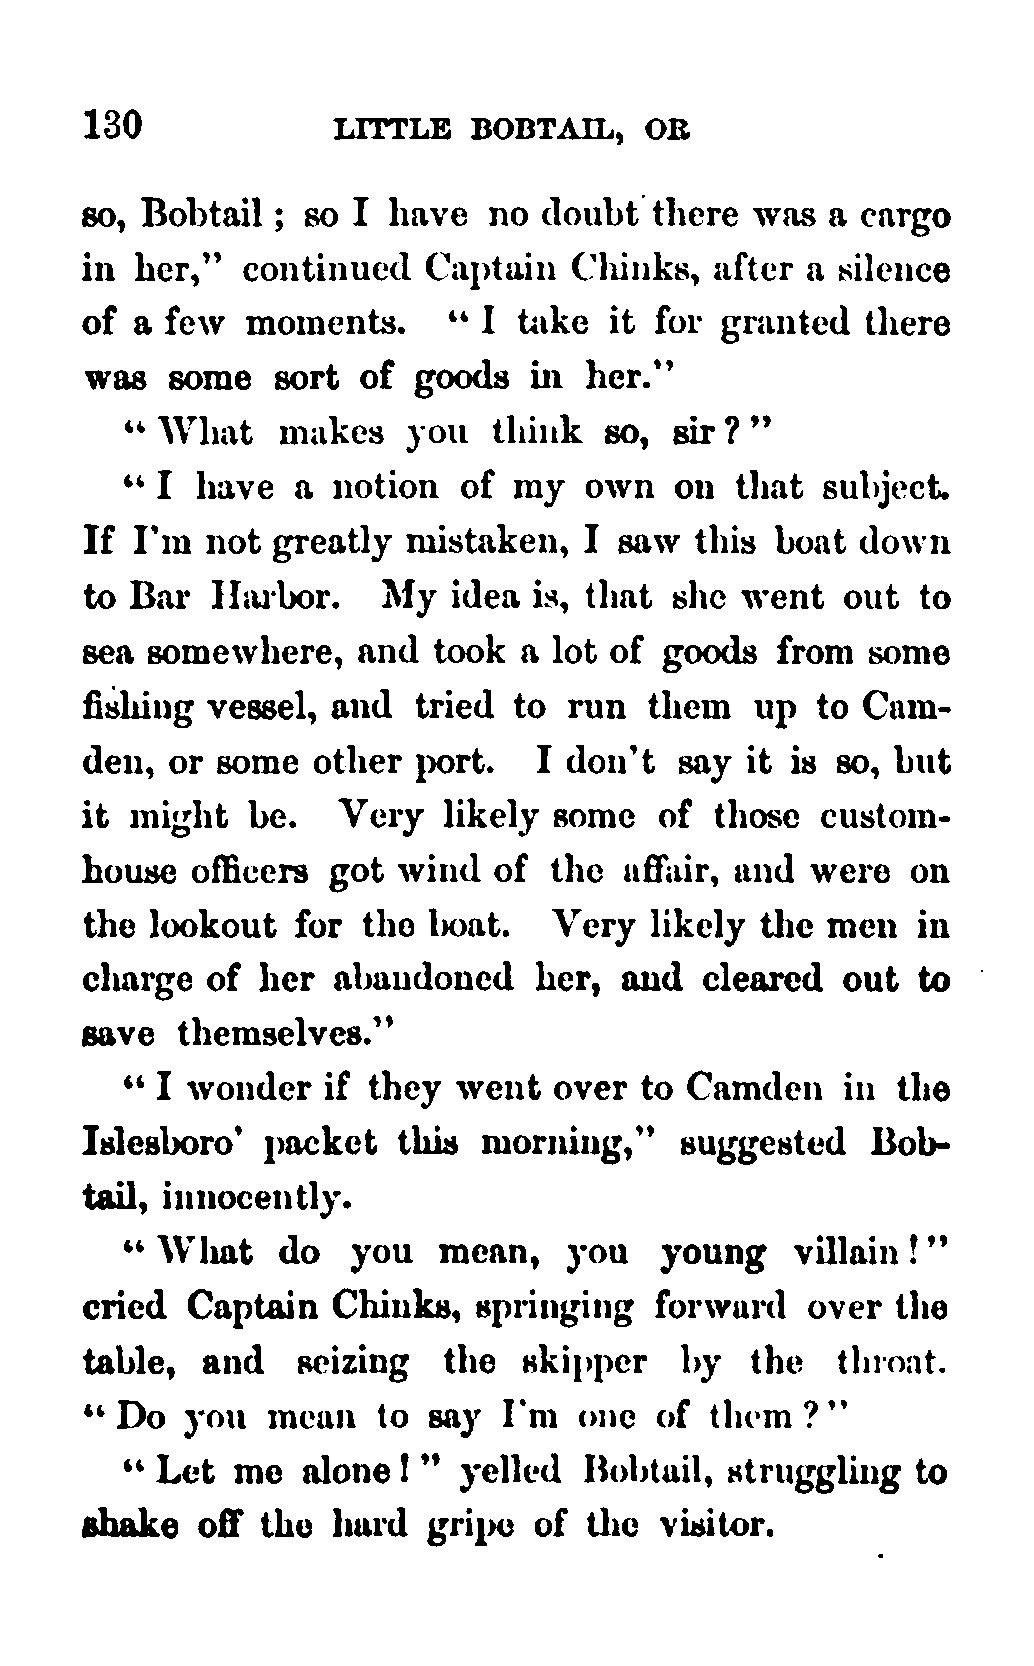 130 LITTLE BOBTAIL, OR
so, Bobtail; so I have no doubt there was a cargo
in her," continued Captain Chinks, after a silence
of a few moments. "I take it for granted there
was some sort of goods in her."
"What makes you think so, sir?"
"I have a notion of my own on that subject.
If I'm not greatly mistaken, I saw this boat down
to Bar Harbor. My idea is, that she went out to
sea somewhere, and took a lot of goods from some
fishing vessel, and tried to run them up to Cam-
den, or some other port. I don't say it is so, but
it might be. Very likely some of those custom-
house officers got wind of the affair, and were on
the lookout for the boat. Very likely the men in
charge of her abandoned her, and cleared out to
save themselves."
"I wonder if they went over to Camden in the
Islesboro' packet this morning," suggested Bob-
tail, innocently.
"What do you mean, you young villain!"
cried Captain Chinks, springing forward over the
table, and seizing the skipper by the throat.
"Do you mean to say I'm one of them?"
"Let me alone!" yelled Bobtail, struggling to
shake off the hard gripe of the visitor.